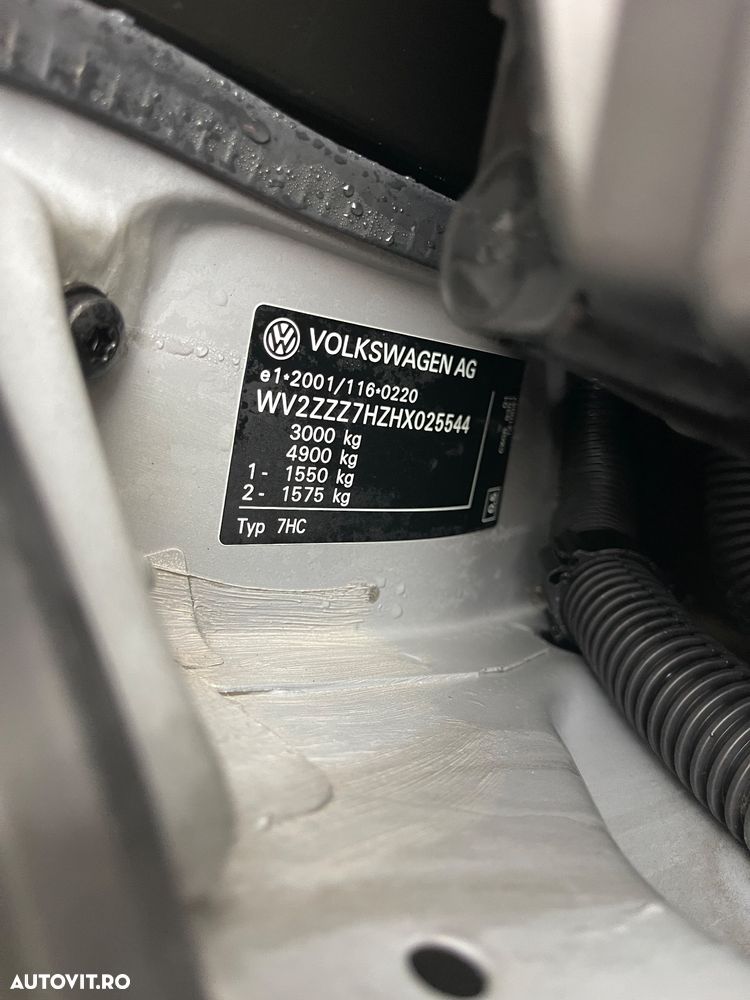 VOLKSWAGEN AG
e1*2001/116*0220
WV2ZZZ7HZHX025544
3000 kg
4900 kg
1- 1550 kg
2- 1575 kg
Typ 7HC
AUTOVIT.RO